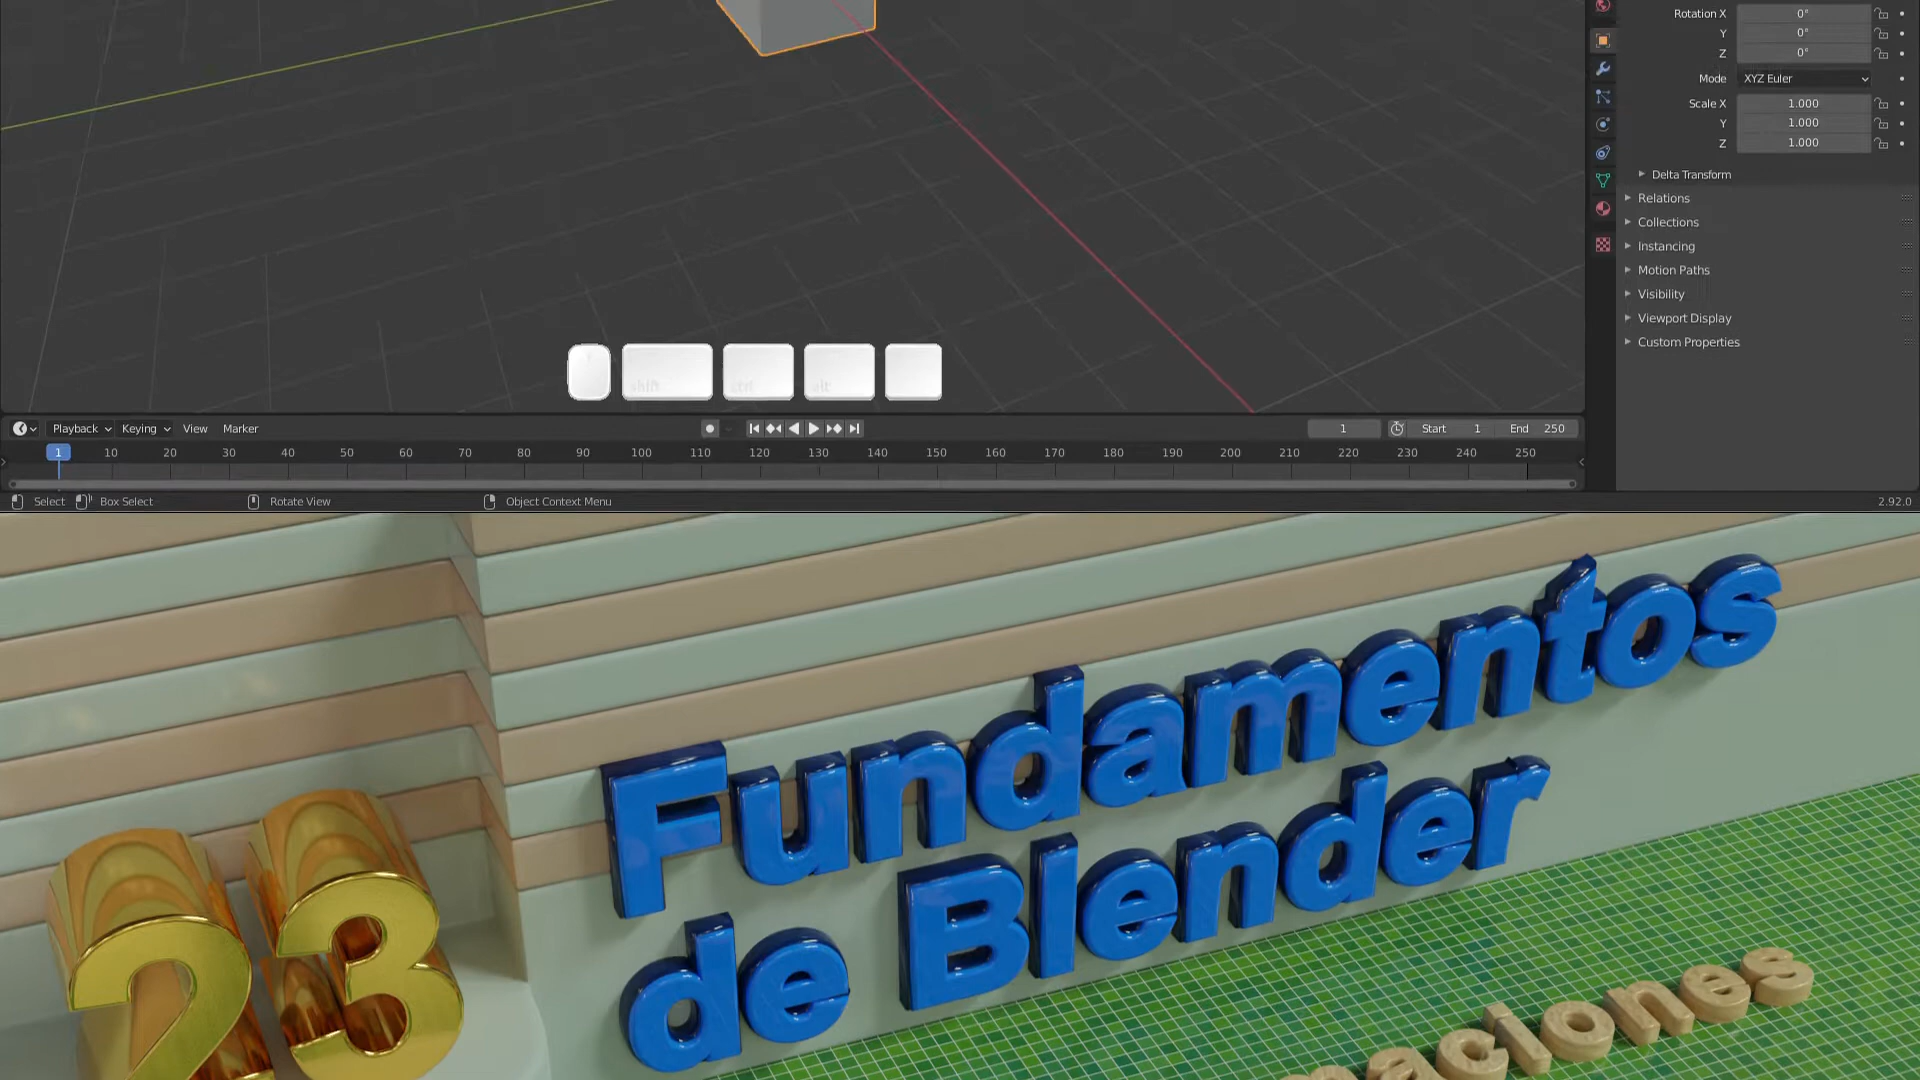 Rotation X 0°
Y 0°
Z 0°
Mode XYZ Euler
Scale X 1.000
Y 1.000
Z 1.000
Delta Transform
Relations
Collections
Instancing
Motion Paths
Visibility
Viewport Display
Custom Properties
shift ctrl alt
Playback Keying View Marker 1 Start 1 End 250
1 10 20 30 40 50 60 70 80 90 100 110 120 130 140 150 160 170 180 190 200 210 220 230 240 250
Select Box Select Rotate View Object Context Menu 2.92.0
Fundamentos
de Blender
23